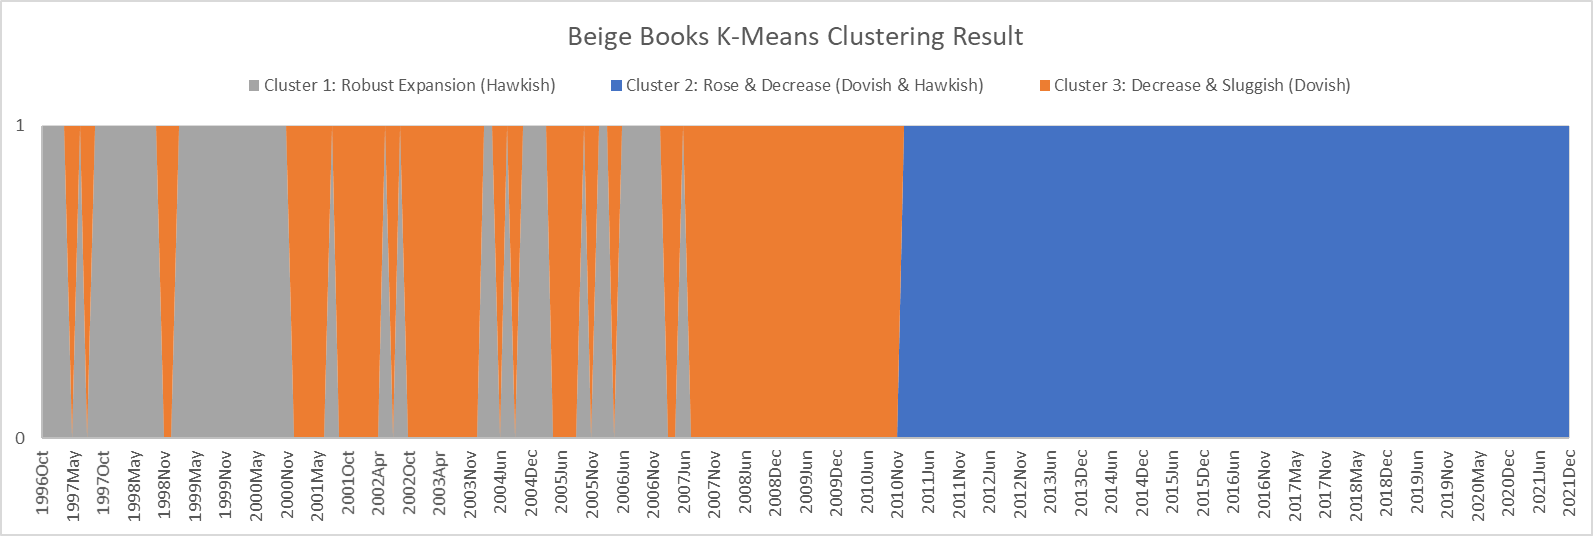 Beige Books K-Means Clustering Result
Cluster 1: Robust Expansion (Hawkish) Cluster 2: Rose & Decrease (Dovish & Hawkish) Cluster 3: Decrease & Sluggish (Dovish)
1
0
1996Oct
1997May
1997Oct
1998May
1998Nov
1999May
1999Nov
2000May
2000Nov
2001May
2001Oct
2002Apr
2002Oct
2003Apr
2003Nov
2004Jun
2004Dec
2005Jun
2005Nov
2006Jun
2006Nov
2007Jun
2007Nov
2008Jun
2008Dec
2009Jun
2009Dec
2010Jun
2010Nov
2011Jun
2011Nov
2012Jun
2012Nov
2013Jun
2013Dec
2014Jun
2014Dec
2015Jun
2015Dec
2016Jun
2016Nov
2017May
2017Nov
2018May
2018Dec
2019Jun
2019Nov
2020May
2020Dec
2021Jun
2021Dec